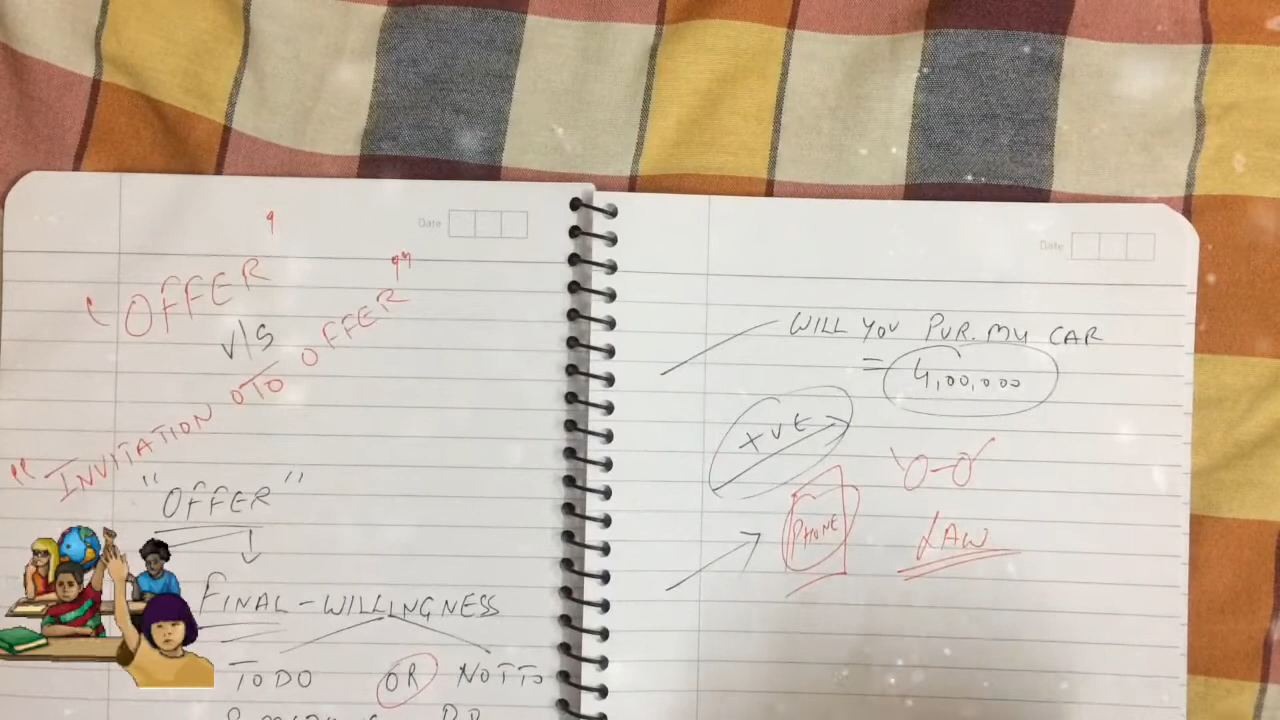 Date
'OFFER'
V/S
"INVITATION TO OFFER"
"OFFER"
FINAL-WILLINGNESS
TO DO OR NOT TO
Date
WILL YOU PUR. MY CAR
= 4,00,000
+VE
PHONE
LAW